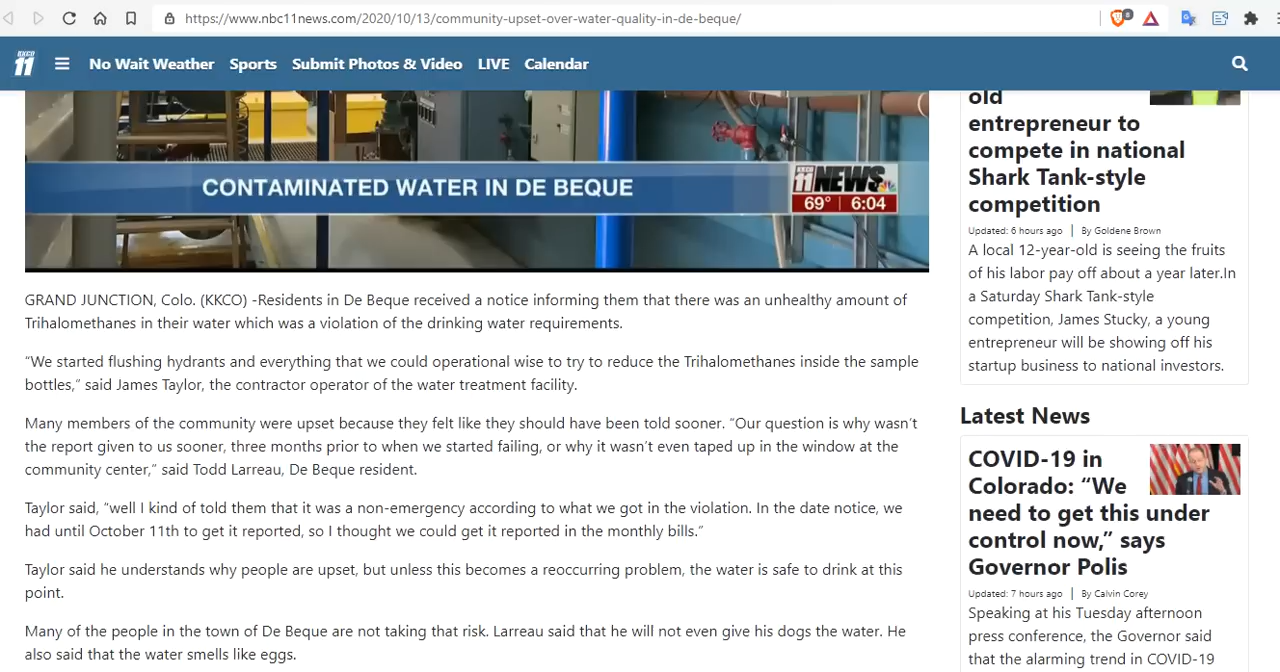 https://www.nbc11news.com/2020/10/13/community-upset-over-water-quality-in-de-beque/
8
KKCO
11
No Wait Weather Sports Submit Photos & Video LIVE Calendar
CONTAMINATED WATER IN DE BEQUE
KKCO
11 NEWS
69° | 6:04
GRAND JUNCTION, Colo. (KKCO) -Residents in De Beque received a notice informing them that there was an unhealthy amount of
Trihalomethanes in their water which was a violation of the drinking water requirements.
“We started flushing hydrants and everything that we could operational wise to try to reduce the Trihalomethanes inside the sample
bottles,” said James Taylor, the contractor operator of the water treatment facility.
Many members of the community were upset because they felt like they should have been told sooner. “Our question is why wasn’t
the report given to us sooner, three months prior to when we started failing, or why it wasn’t even taped up in the window at the
community center,” said Todd Larreau, De Beque resident.
Taylor said, “well I kind of told them that it was a non-emergency according to what we got in the violation. In the date notice, we
had until October 11th to get it reported, so I thought we could get it reported in the monthly bills.”
Taylor said he understands why people are upset, but unless this becomes a reoccurring problem, the water is safe to drink at this
point.
Many of the people in the town of De Beque are not taking that risk. Larreau said that he will not even give his dogs the water. He
also said that the water smells like eggs.
old
entrepreneur to
compete in national
Shark Tank-style
competition
Updated: 6 hours ago | By Goldene Brown
A local 12-year-old is seeing the fruits
of his labor pay off about a year later.In
a Saturday Shark Tank-style
competition, James Stucky, a young
entrepreneur will be showing off his
startup business to national investors.
Latest News
COVID-19 in
Colorado: “We
need to get this under
control now,” says
Governor Polis
Updated: 7 hours ago | By Calvin Corey
Speaking at his Tuesday afternoon
press conference, the Governor said
that the alarming trend in COVID-19